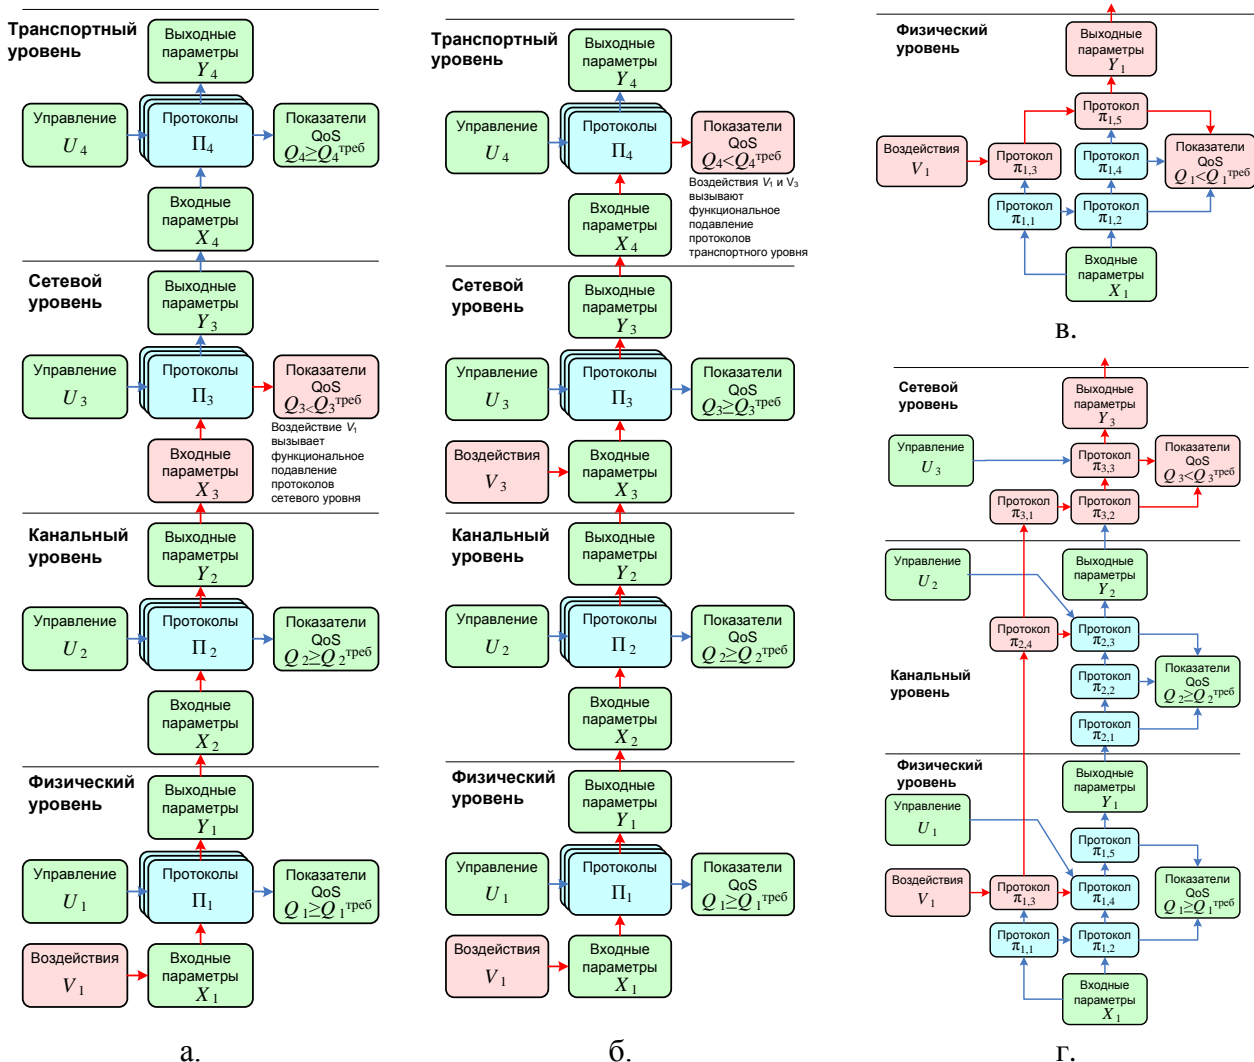 Транспортный
уровень
Выходные
параметры
Y4
Управление
U4
Протоколы
Π4
Показатели
QoS
Q4≥Q4треб
Входные
параметры
X4
Сетевой
уровень
Выходные
параметры
Y3
Управление
U3
Протоколы
Π3
Показатели
QoS
Q3<Q3треб
Воздействие V1
вызывает
функциональное
подавление
протоколов
сетевого уровня
Входные
параметры
X3
Канальный
уровень
Выходные
параметры
Y2
Управление
U2
Протоколы
Π2
Показатели
QoS
Q2≥Q2треб
Входные
параметры
X2
Физический
уровень
Выходные
параметры
Y1
Управление
U1
Протоколы
Π1
Показатели
QoS
Q1≥Q1треб
Воздействия
V1
Входные
параметры
X1
а.
Транспортный
уровень
Выходные
параметры
Y4
Управление
U4
Протоколы
Π4
Показатели
QoS
Q4<Q4треб
Воздействия V1 и V3
вызывают
функциональное
подавление
протоколов
транспортного уровня
Входные
параметры
X4
Сетевой
уровень
Выходные
параметры
Y3
Управление
U3
Протоколы
Π3
Показатели
QoS
Q3≥Q3треб
Воздействия
V3
Входные
параметры
X3
Канальный
уровень
Выходные
параметры
Y2
Управление
U2
Протоколы
Π2
Показатели
QoS
Q2≥Q2треб
Входные
параметры
X2
Физический
уровень
Выходные
параметры
Y1
Управление
U1
Протоколы
Π1
Показатели
QoS
Q1≥Q1треб
Воздействия
V1
Входные
параметры
X1
б.
Физический
уровень
Выходные
параметры
Y1
Протокол
π1,5
Воздействия
V1
Протокол
π1,3
Протокол
π1,4
Показатели
QoS
Q1<Q1треб
Протокол
π1,1
Протокол
π1,2
Входные
параметры
X1
в.
Сетевой
уровень
Выходные
параметры
Y3
Управление
U3
Протокол
π3,3
Показатели
QoS
Q3<Q3треб
Протокол
π3,1
Протокол
π3,2
Управление
U2
Выходные
параметры
Y2
Протокол
π2,4
Протокол
π2,3
Канальный
уровень
Протокол
π2,2
Показатели
QoS
Q2≥Q2треб
Протокол
π2,1
Физический
уровень
Выходные
параметры
Y1
Управление
U1
Протокол
π1,5
Воздействия
V1
Протокол
π1,3
Протокол
π1,4
Показатели
QoS
Q1≥Q1треб
Протокол
π1,1
Протокол
π1,2
Входные
параметры
X1
г.